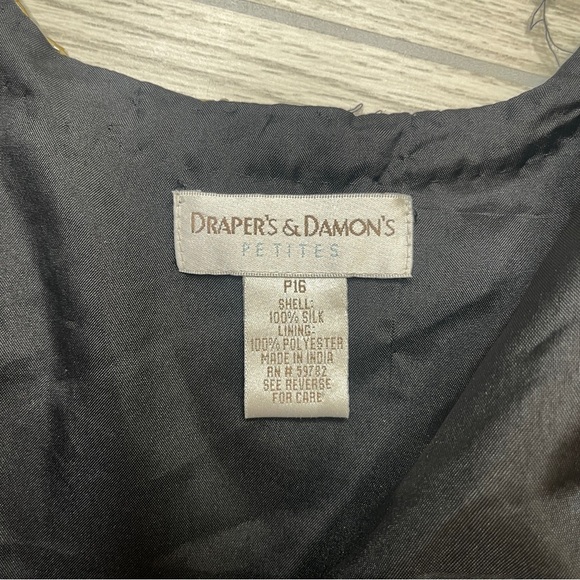 DRAPER'S & DAMON'S
PETITES
P16
SHELL:
100% SILK
LINING:
100% POLYESTER
MADE IN INDIA
RN # 59782
SEE REVERSE
FOR CARE